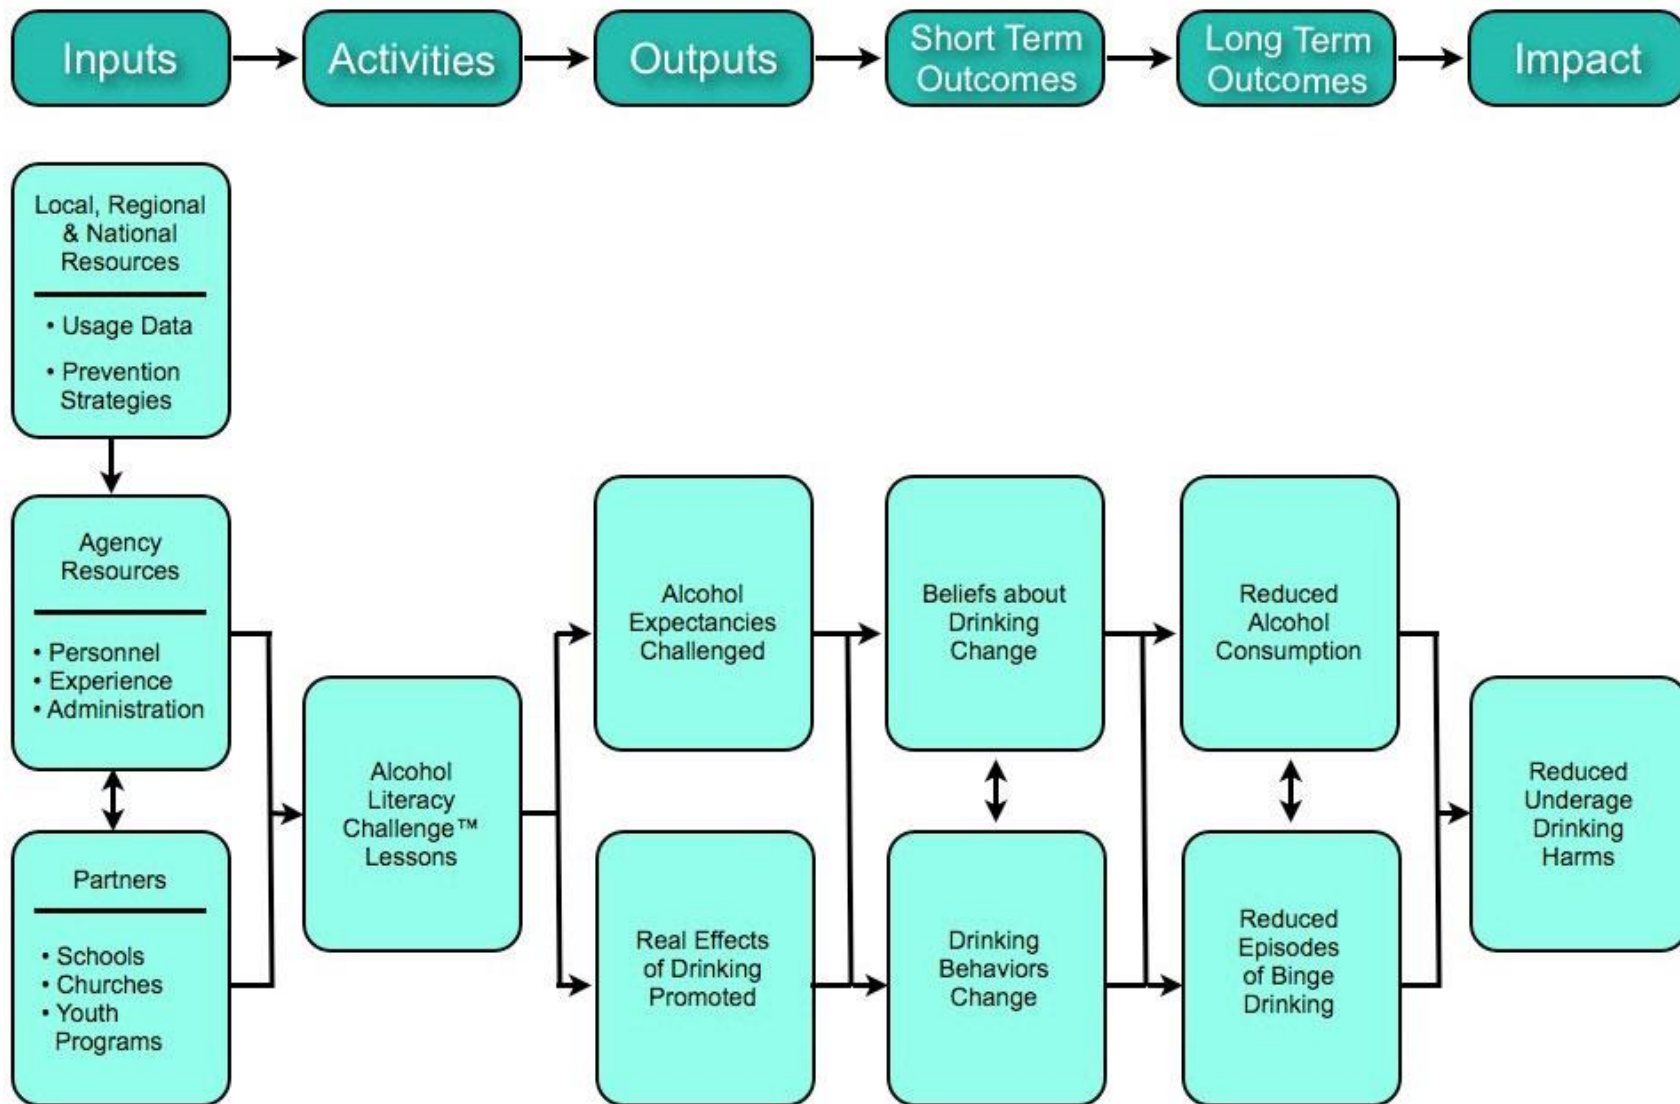 Inputs
Activities
Outputs
Short Term
Outcomes
Long Term
Outcomes
Impact
Local, Regional
& National
Resources
• Usage Data
• Prevention
Strategies
Agency
Resources
• Personnel
• Experience
• Administration
Partners
• Schools
• Churches
• Youth
Programs
Alcohol
Literacy
Challenge™
Lessons
Alcohol
Expectancies
Challenged
Real Effects
of Drinking
Promoted
Beliefs about
Drinking
Change
Drinking
Behaviors
Change
Reduced
Alcohol
Consumption
Reduced
Episodes
of Binge
Drinking
Reduced
Underage
Drinking
Harms